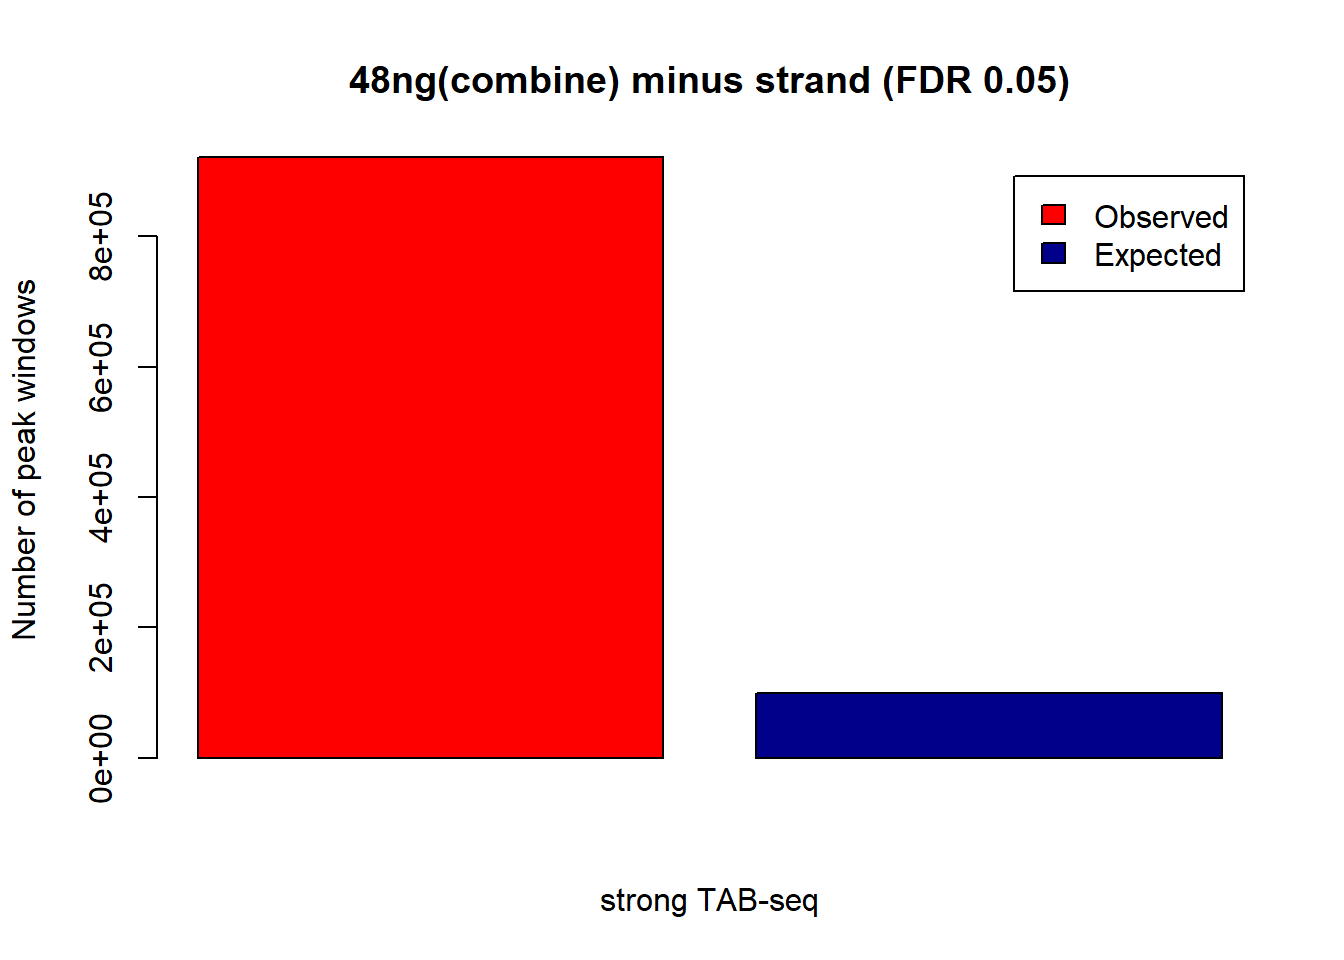 48ng(combine) minus strand (FDR 0.05)
Number of peak windows
8e+05
6e+05
4e+05
2e+05
0e+00
Observed
Expected
strong TAB-seq